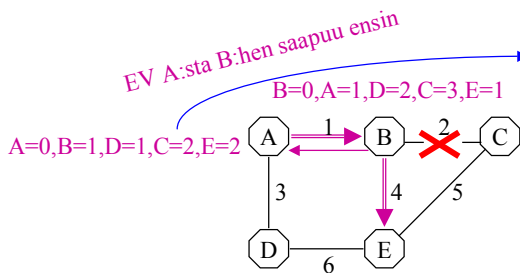 EV A:sta B:hen saapuu ensin
B=0,A=1,D=2,C=3,E=1
A=0,B=1,D=1,C=2,E=2
A 1 B 2 C
3 4 5
D 6 E